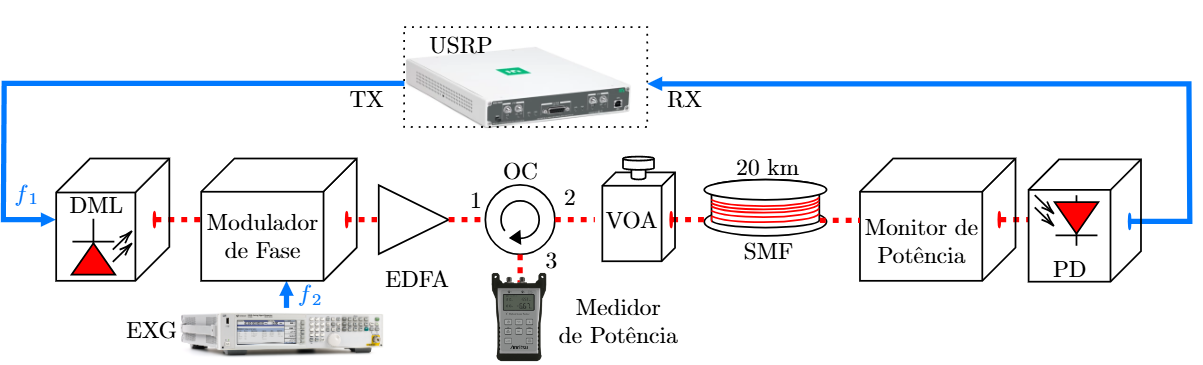 USRP
TX
RX
f1
DML
Modulador
de Fase
f2
EXG
EDFA
OC
1
2
3
Medidor
de Potência
VOA
20 km
SMF
Monitor de
Potência
PD